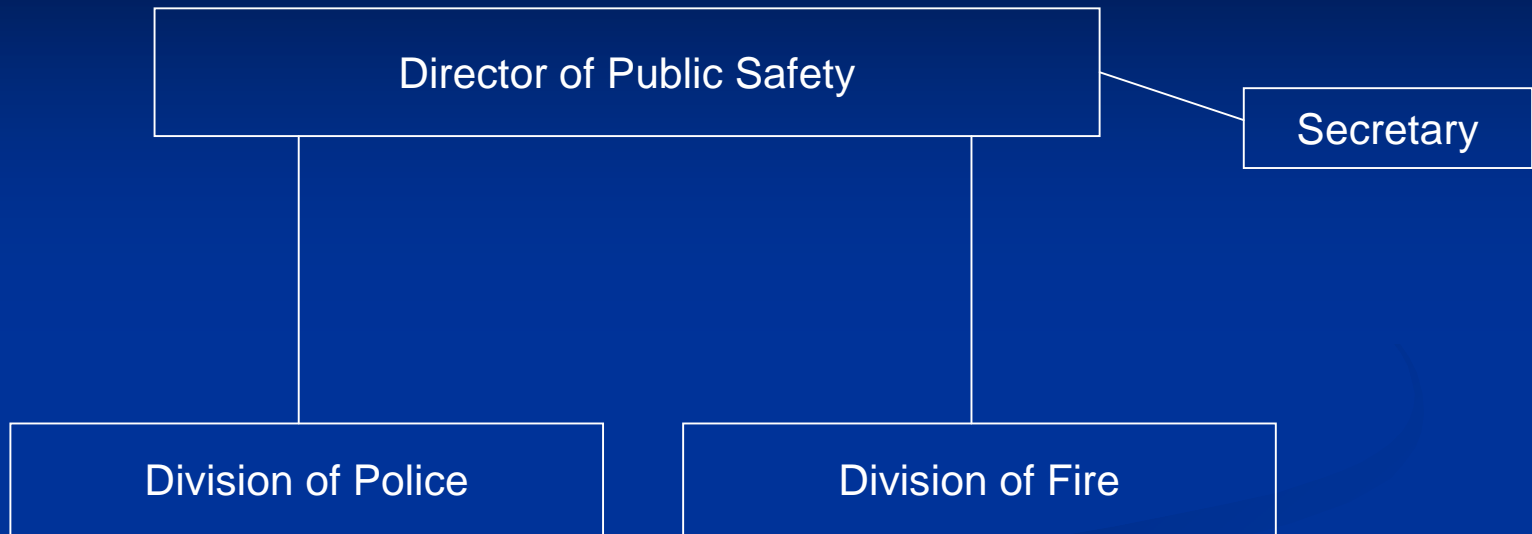 Director of Public Safety
Secretary
Division of Police
Division of Fire